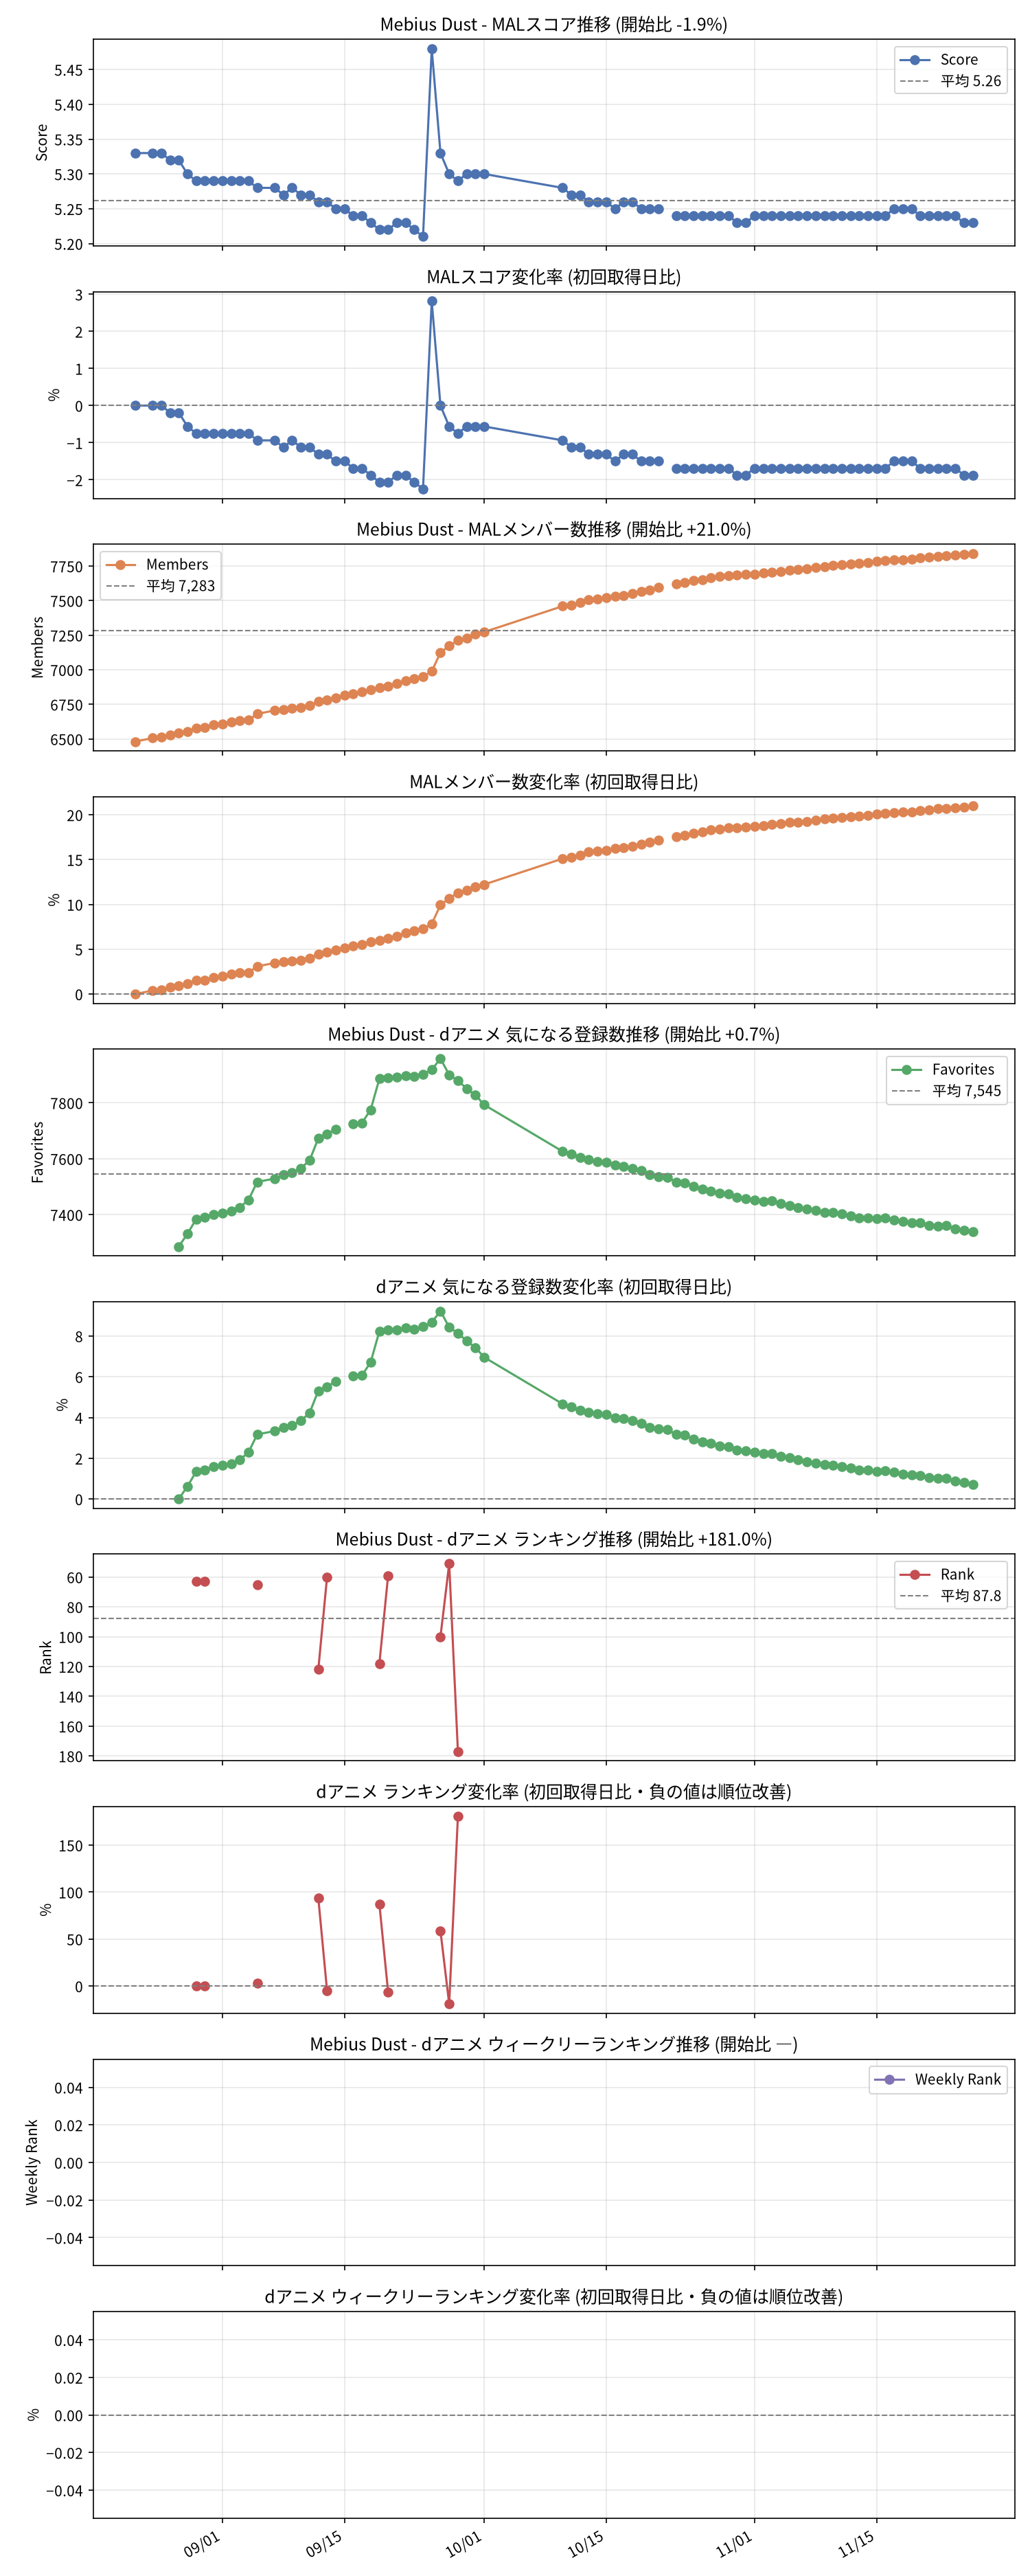 Mebius Dust - MALスコア推移 (開始比 -1.9%)
Score
5.45
5.40
5.35
5.30
5.25
5.20
Score
平均 5.26
MALスコア変化率 (初回取得日比)
%
3
2
1
0
−1
−2
Mebius Dust - MALメンバー数推移 (開始比 +21.0%)
Members
7750
7500
7250
7000
6750
6500
Members
平均 7,283
MALメンバー数変化率 (初回取得日比)
%
20
15
10
5
0
Mebius Dust - dアニメ 気になる登録数推移 (開始比 +0.7%)
Favorites
7800
7600
7400
Favorites
平均 7,545
dアニメ 気になる登録数変化率 (初回取得日比)
%
8
6
4
2
0
Mebius Dust - dアニメ ランキング推移 (開始比 +181.0%)
Rank
60
80
100
120
140
160
180
Rank
平均 87.8
dアニメ ランキング変化率 (初回取得日比・負の値は順位改善)
%
150
100
50
0
Mebius Dust - dアニメ ウィークリーランキング推移 (開始比 —)
Weekly Rank
0.04
0.02
0.00
−0.02
−0.04
Weekly Rank
dアニメ ウィークリーランキング変化率 (初回取得日比・負の値は順位改善)
%
0.04
0.02
0.00
−0.02
−0.04
09/01
09/15
10/01
10/15
11/01
11/15